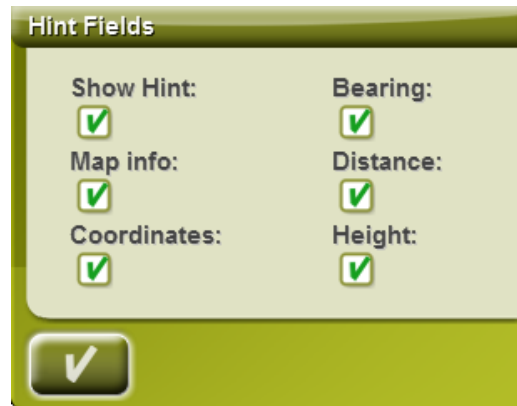 Hint Fields
Show Hint: Bearing:
Map info: Distance:
Coordinates: Height: